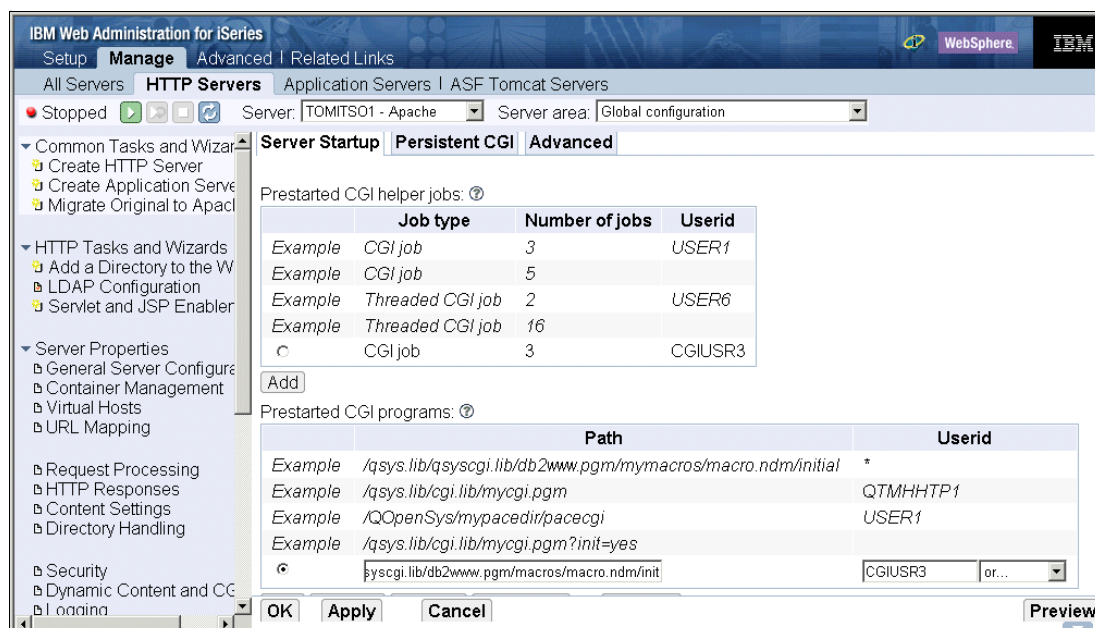 IBM Web Administration for iSeries
WebSphere. IBM
Setup Manage Advanced | Related Links
All Servers HTTP Servers Application Servers | ASF Tomcat Servers
Stopped Server: TOMITSO1 - Apache Server area: Global configuration
Common Tasks and Wizar
Create HTTP Server
Create Application Serve
Migrate Original to Apacl
HTTP Tasks and Wizards
Add a Directory to the W
LDAP Configuration
Servlet and JSP Enabler
Server Properties
General Server Configura
Container Management
Virtual Hosts
URL Mapping
Request Processing
HTTP Responses
Content Settings
Directory Handling
Security
Dynamic Content and CG
Logging
Server Startup Persistent CGI Advanced
Prestarted CGI helper jobs:
Job type Number of jobs Userid
Example CGI job 3 USER1
Example CGI job 5
Example Threaded CGI job 2 USER6
Example Threaded CGI job 16
CGI job 3 CGIUSR3
Add
Prestarted CGI programs:
Path Userid
Example /qsys.lib/qsyscgi.lib/db2www.pgm/mymacros/macro.ndm/initial *
Example /qsys.lib/cgi.lib/mycgi.pgm QTMHHTP1
Example /QOpenSys/mypacedir/pacecgi USER1
Example /qsys.lib/cgi.lib/mycgi.pgm?init=yes
syscgi.lib/db2www.pgm/macros/macro.ndm/init CGIUSR3 or...
OK Apply Cancel Preview